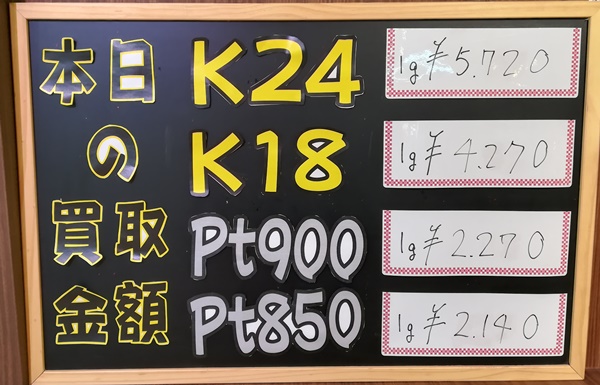 本日
の
買取
金額
K24 1g ¥5.720
K18 1g ¥4.270
Pt900 1g ¥2.270
Pt850 1g ¥2.140